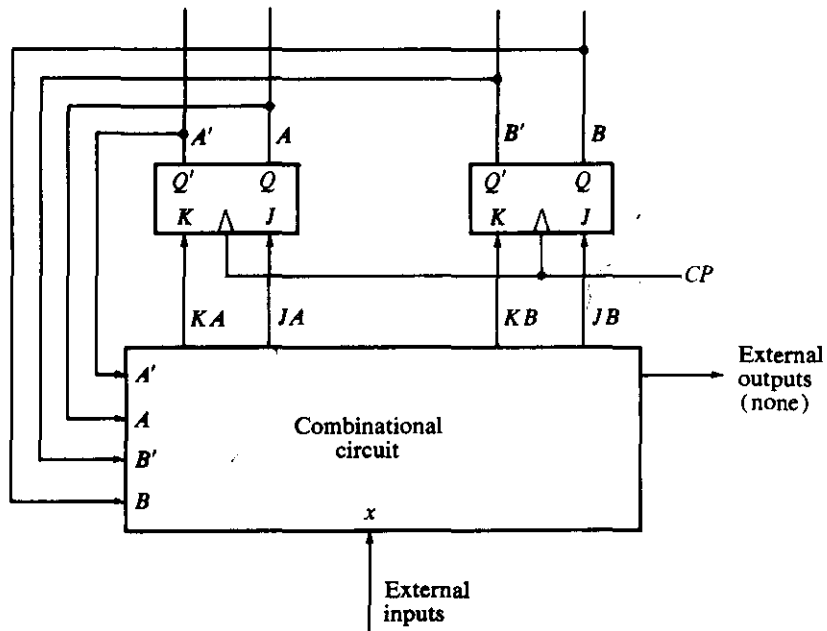 A' A B' B
Q' Q Q' Q
K J K J
CP
KA JA KB JB
External
outputs
(none)
A'
A
B'
B
Combinational
circuit
x
External
inputs